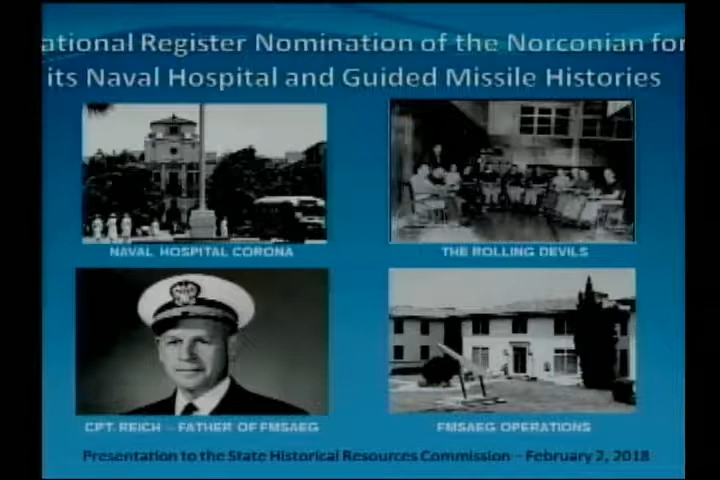 ational Register Nomination of the Norconian for
its Naval Hospital and Guided Missile Histories
NAVAL HOSPITAL CORONA
THE ROLLING DEVILS
CPT. REICH – FATHER OF FMSAEG
FMSAEG OPERATIONS
Presentation to the State Historical Resources Commission – February 2, 2018